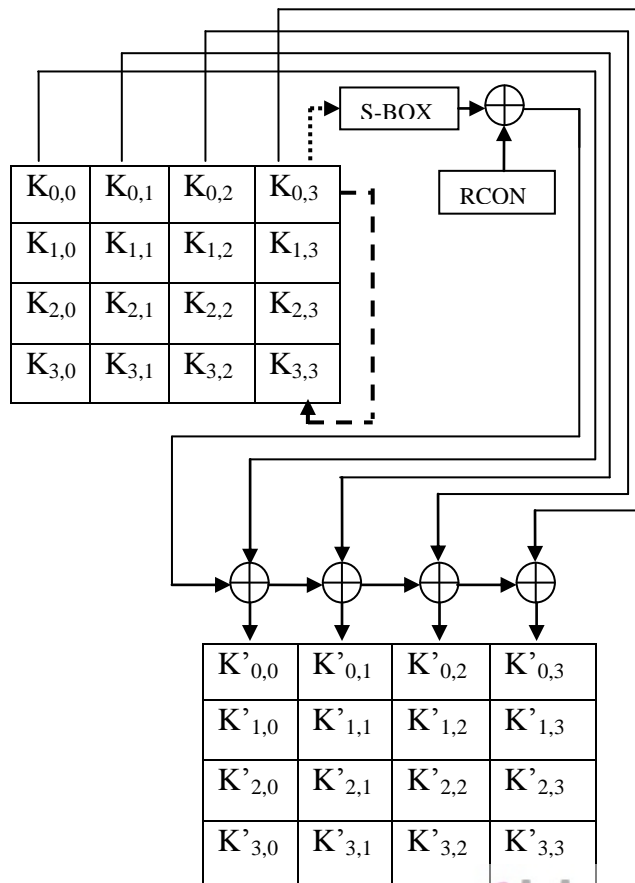 S-BOX
RCON
K0,0 K0,1 K0,2 K0,3
K1,0 K1,1 K1,2 K1,3
K2,0 K2,1 K2,2 K2,3
K3,0 K3,1 K3,2 K3,3
K’0,0 K’0,1 K’0,2 K’0,3
K’1,0 K’1,1 K’1,2 K’1,3
K’2,0 K’2,1 K’2,2 K’2,3
K’3,0 K’3,1 K’3,2 K’3,3